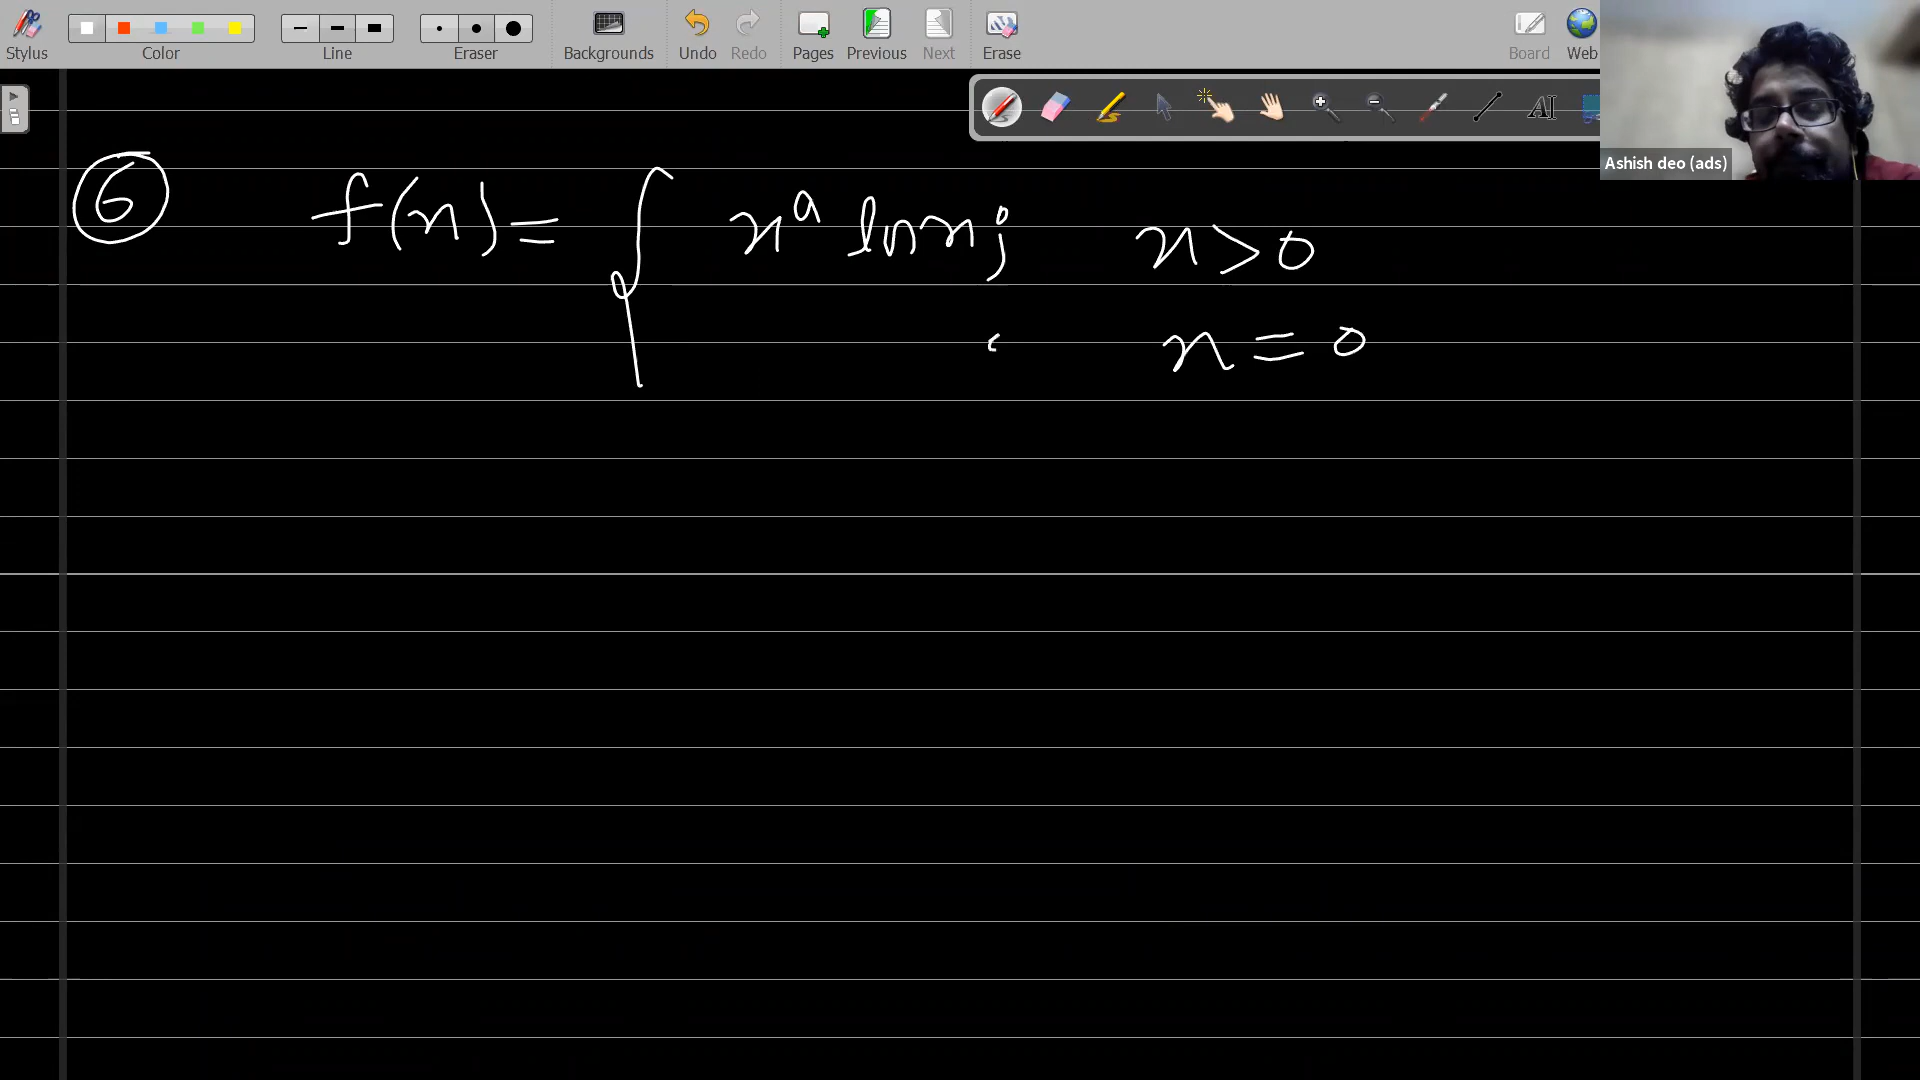 Stylus Color Line Eraser Backgrounds Undo Redo Pages Previous Next Erase Board Web
Ashish deo (ads)
6 f(x) = { x^a ln x ; x > 0
x = 0